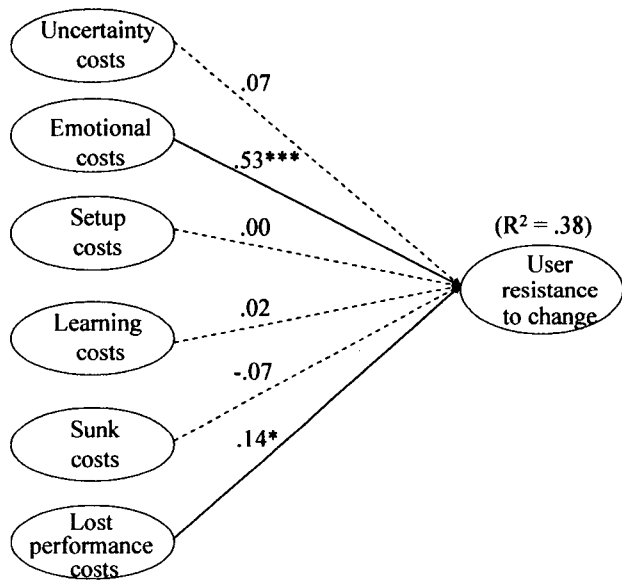 Uncertainty
costs
.07
Emotional
costs
.53***
Setup
costs
.00
(R² = .38)
User
resistance
to change
Learning
costs
.02
-.07
Sunk
costs
.14*
Lost
performance
costs